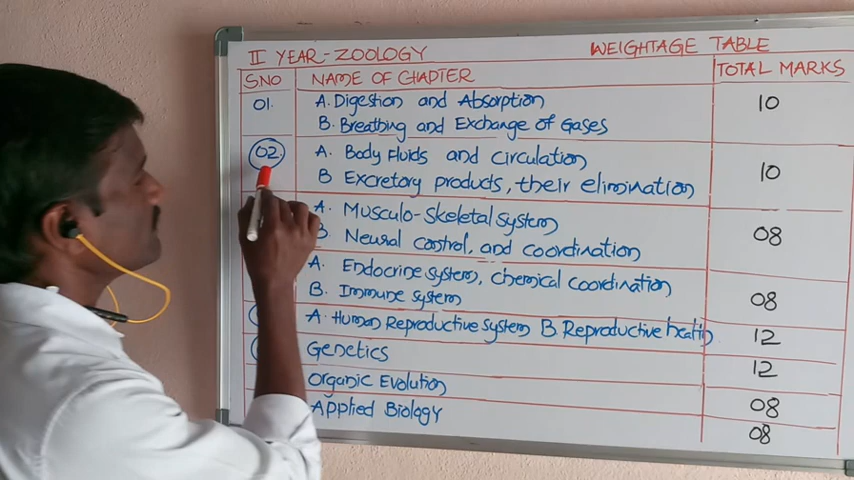 II YEAR-ZOOLOGY WEIGHTAGE TABLE
S.NO NAME OF CHAPTER TOTAL MARKS
01. A. Digestion and Absorption 10
B. Breathing and Exchange of Gases
02 A. Body Fluids and circulation 10
B Excretory products, their elimination
A. Musculo-skeletal system 08
B Neural control, and coordination
A. Endocrine system, chemical coordination 08
B. Immune system
A. Human Reproductive system B. Reproductive health 12
Genetics 12
Organic Evolution 08
Applied Biology 08